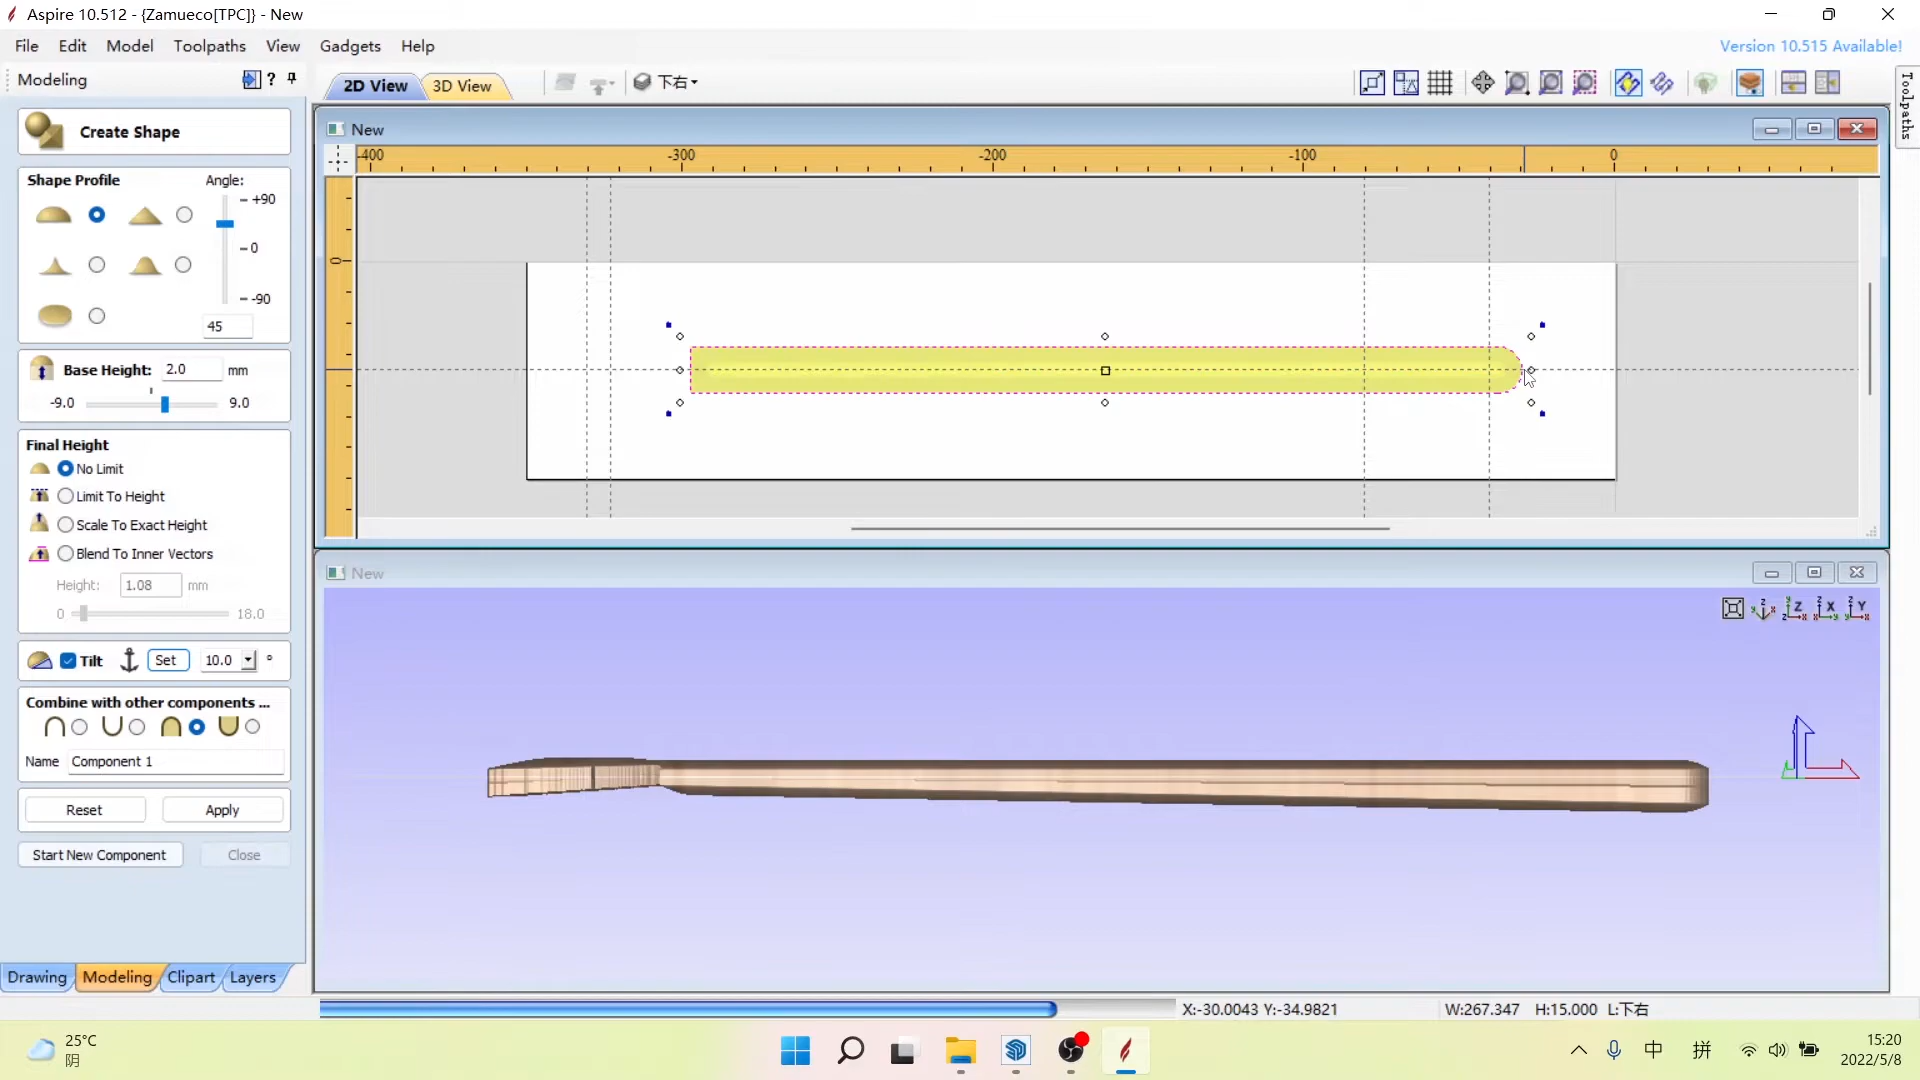 Aspire 10.512 - {Zamueco[TPC]} - New
File Edit Model Toolpaths View Gadgets Help
Version 10.515 Available!
Modeling
?
2D View 3D View
下右
Toolpaths
Create Shape
New
-400 -300 -200 -100 0
0
Shape Profile Angle:
+90
0
-90
45
Base Height: 2.0 mm
-9.0 9.0
Final Height
No Limit
Limit To Height
Scale To Exact Height
Blend To Inner Vectors
Height: 1.08 mm
0 18.0
New
Tilt Set 10.0 °
Combine with other components ...
Name Component 1
Reset Apply
Start New Component Close
Drawing Modeling Clipart Layers
X:-30.0043 Y:-34.9821 W:267.347 H:15.000 L:下右
25°C
阴
中 拼
15:20
2022/5/8